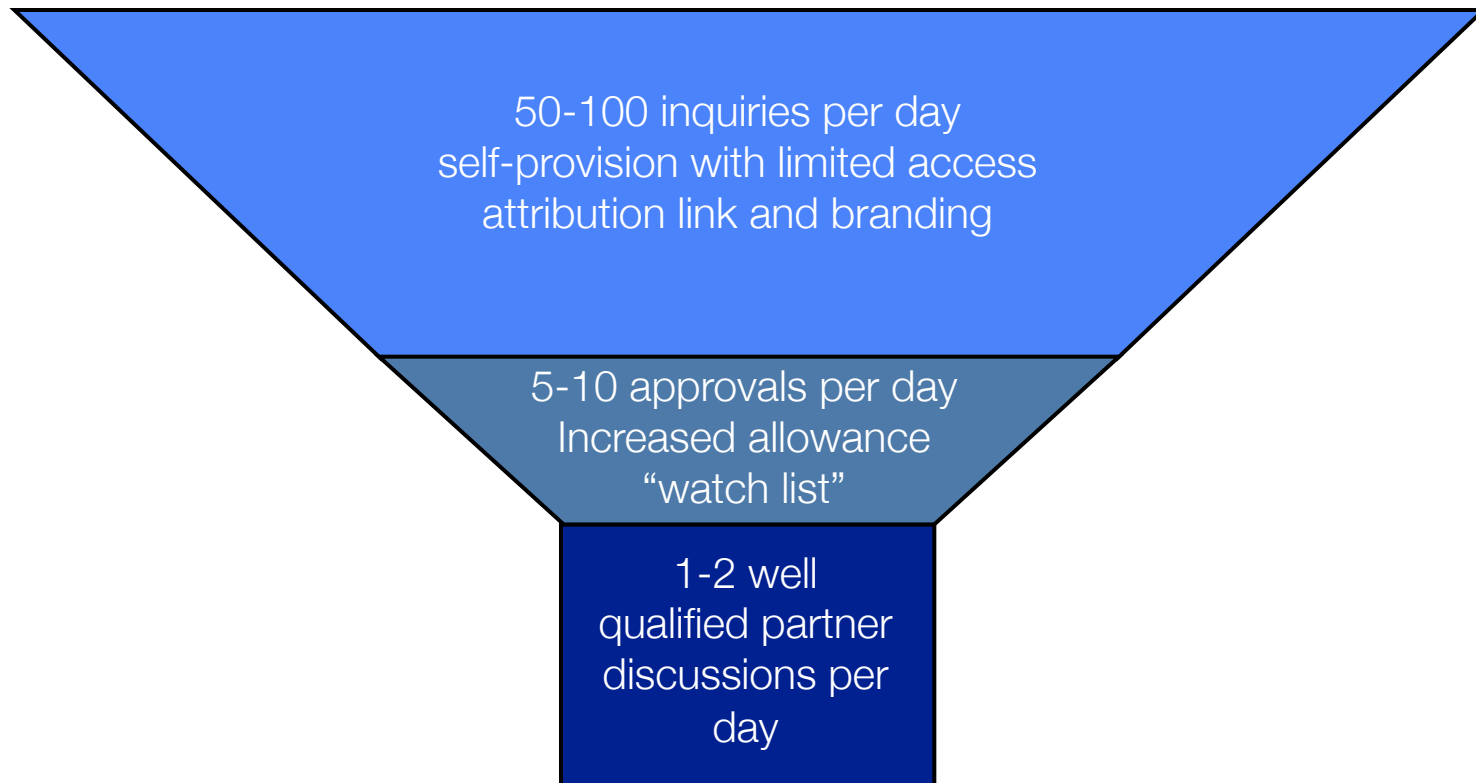 50-100 inquiries per day
self-provision with limited access
attribution link and branding
5-10 approvals per day
Increased allowance
“watch list”
1-2 well
qualified partner
discussions per
day